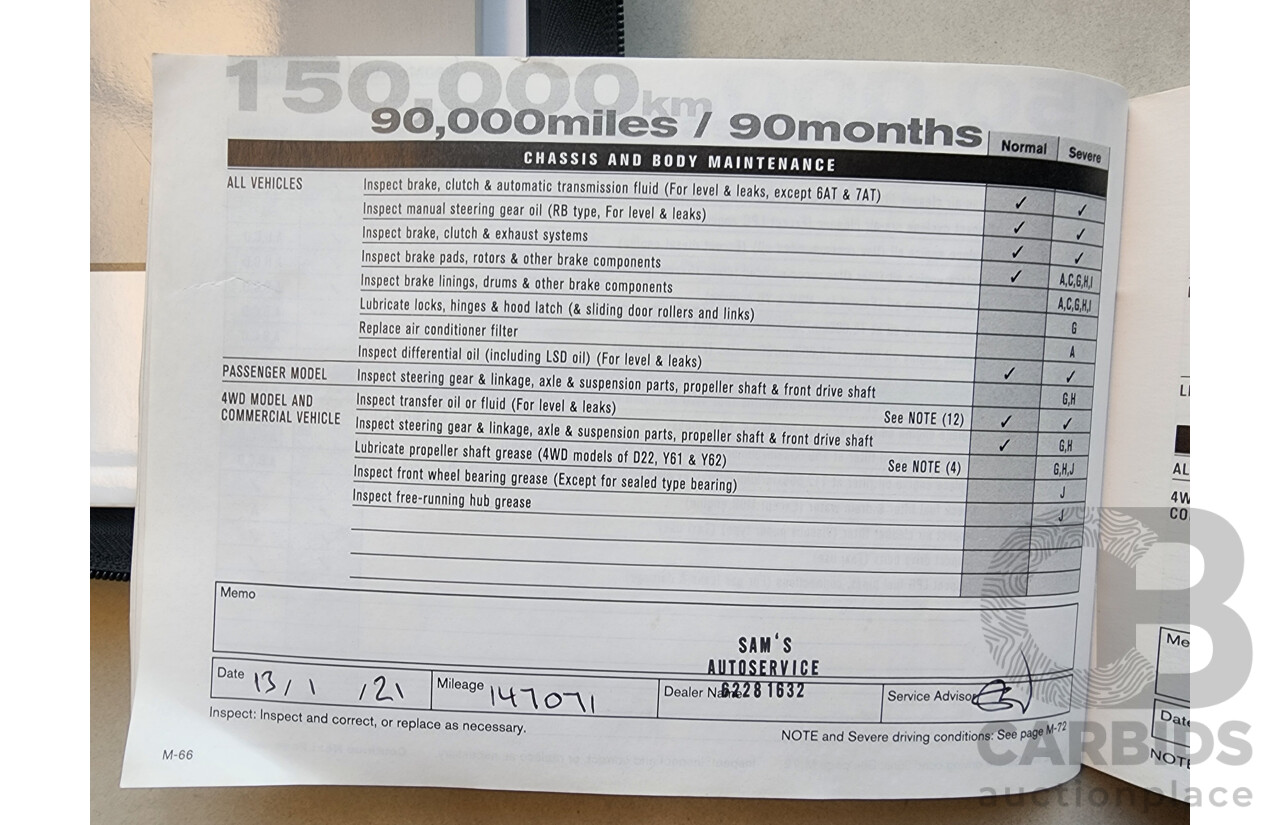 150,000km
90,000miles / 90months
Normal Severe
CHASSIS AND BODY MAINTENANCE
ALL VEHICLES Inspect brake, clutch & automatic transmission fluid (For level & leaks, except 6AT & 7AT) ✓ ✓
Inspect manual steering gear oil (RB type, For level & leaks) ✓ ✓
Inspect brake, clutch & exhaust systems ✓ ✓
Inspect brake pads, rotors & other brake components ✓ A,C,G,H,I
Inspect brake linings, drums & other brake components A,C,G,H,I
Lubricate locks, hinges & hood latch (& sliding door rollers and links) G
Replace air conditioner filter A
Inspect differential oil (including LSD oil) (For level & leaks) ✓ ✓
PASSENGER MODEL Inspect steering gear & linkage, axle & suspension parts, propeller shaft & front drive shaft G,H
4WD MODEL AND Inspect transfer oil or fluid (For level & leaks) See NOTE (12) ✓ ✓
COMMERCIAL VEHICLE Inspect steering gear & linkage, axle & suspension parts, propeller shaft & front drive shaft ✓ G,H
Lubricate propeller shaft grease (4WD models of D22, Y61 & Y62) See NOTE (4) G,H,J
Inspect front wheel bearing grease (Except for sealed type bearing) J
Inspect free-running hub grease J
Memo
SAM'S
AUTOSERVICE
62281632
Date 13/1/21 Mileage 147071 Dealer Name Service Advisor
Inspect: Inspect and correct, or replace as necessary.
NOTE and Severe driving conditions: See page M-72
M-66
LI
AL
4W
CO
Me
Date
NOTE
CB
CARBIDS
auctionplace